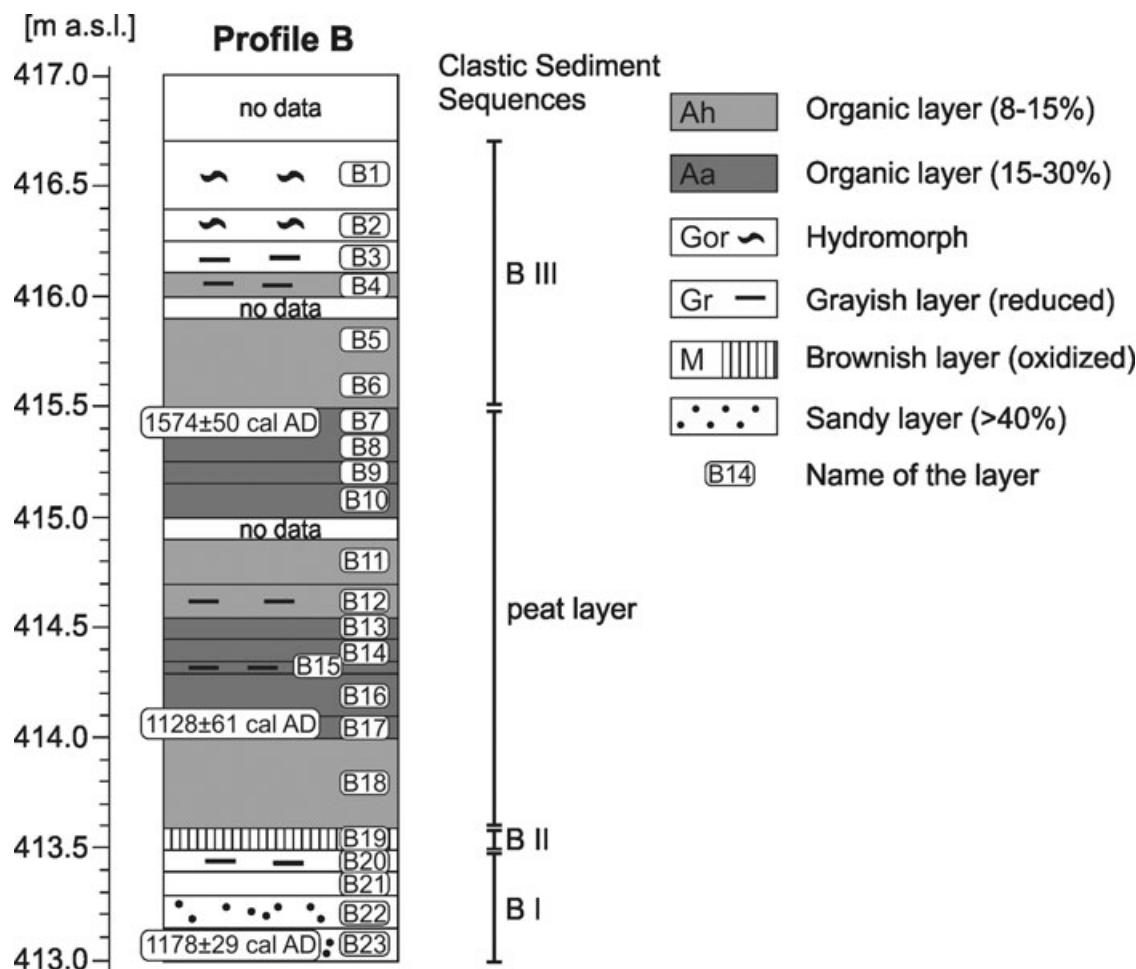 [m a.s.l.]
Profile B
417.0
416.5
416.0
415.5
415.0
414.5
414.0
413.5
413.0
no data
B1
B2
B3
B4
no data
B5
B6
1574±50 cal AD
B7
B8
B9
B10
no data
B11
B12
B13
B14
B15
B16
1128±61 cal AD
B17
B18
B19
B20
B21
B22
1178±29 cal AD
B23
Clastic Sediment
Sequences
B III
peat layer
B II
B I
Ah Organic layer (8-15%)
Aa Organic layer (15-30%)
Gor Hydromorph
Gr Grayish layer (reduced)
M Brownish layer (oxidized)
Sandy layer (>40%)
B14 Name of the layer